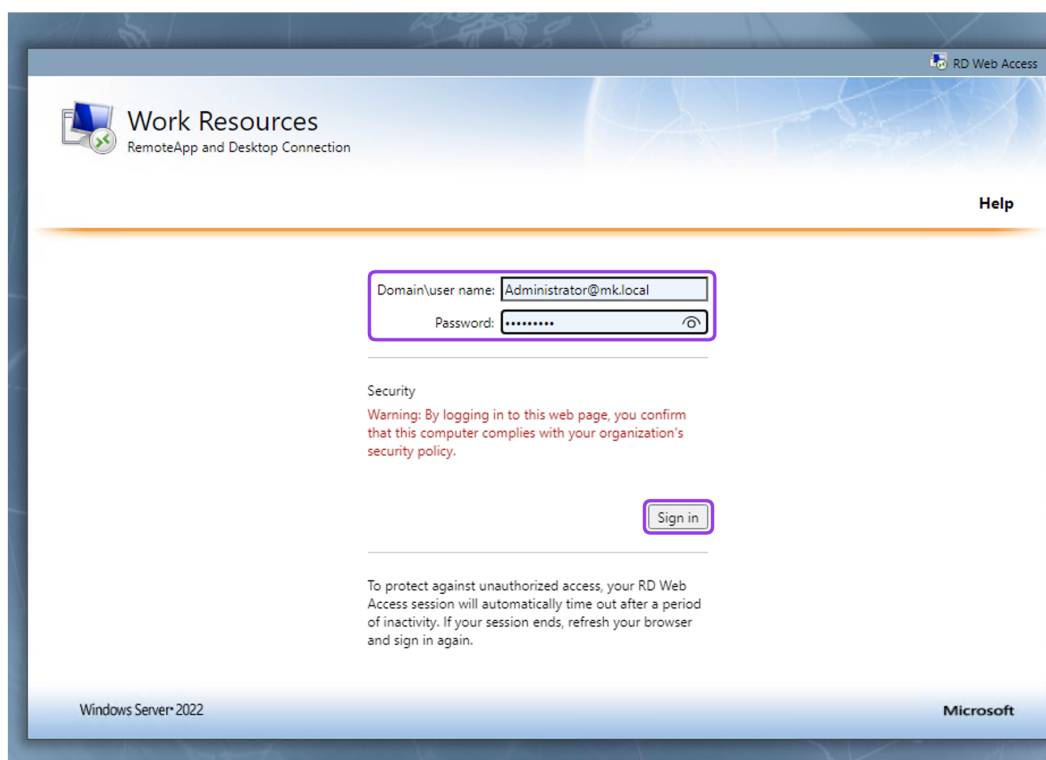 RD Web Access
Work Resources
RemoteApp and Desktop Connection
Help
Domain\user name: Administrator@mk.local
Password: •••••••••
Security
Warning: By logging in to this web page, you confirm
that this computer complies with your organization's
security policy.
Sign in
To protect against unauthorized access, your RD Web
Access session will automatically time out after a period
of inactivity. If your session ends, refresh your browser
and sign in again.
Windows Server 2022
Microsoft